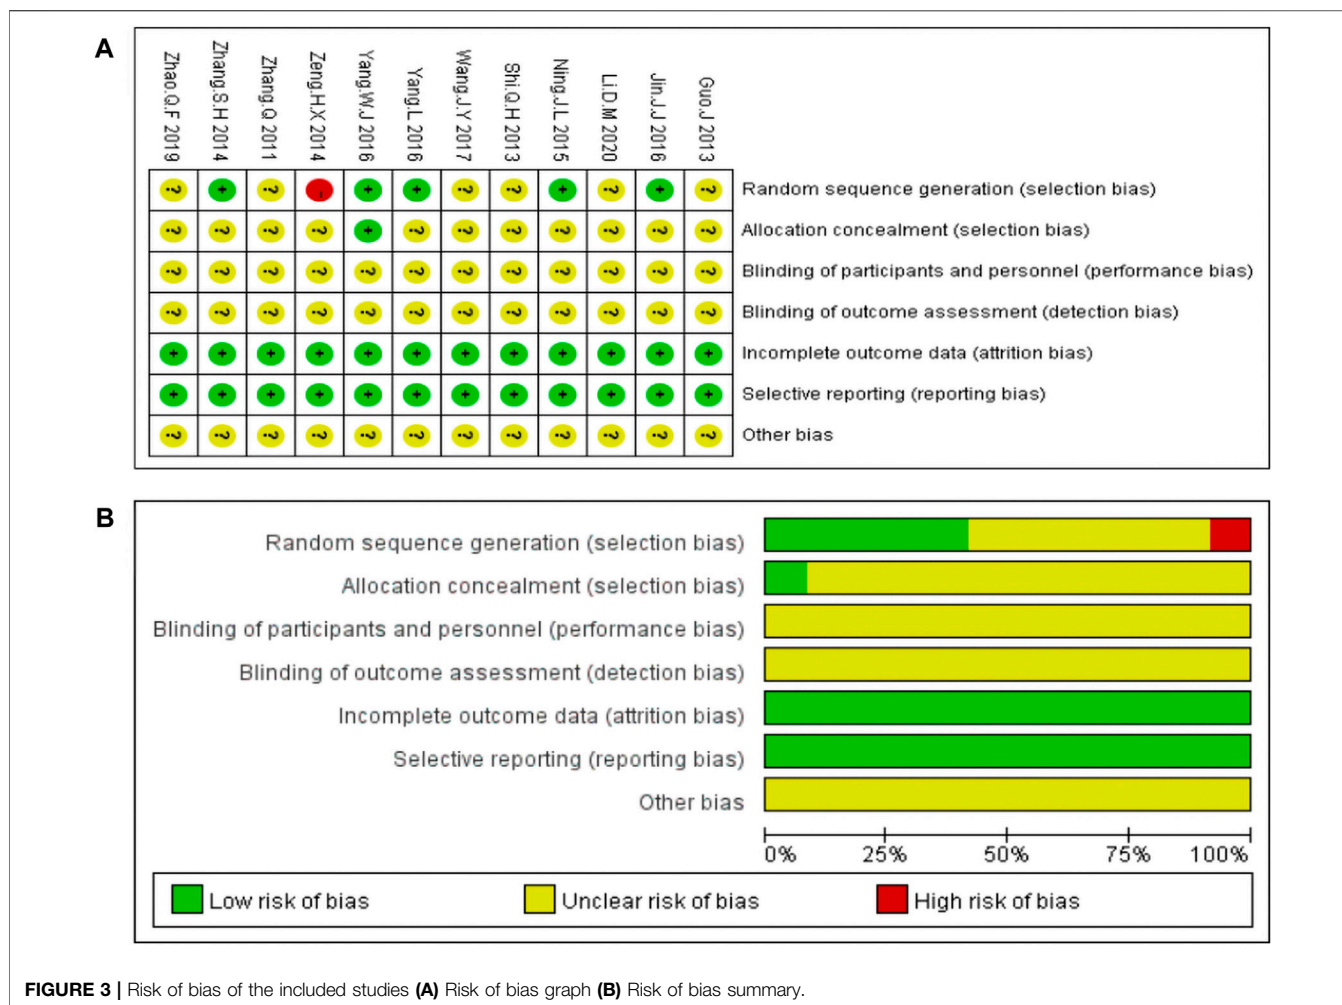 A
Zhao.Q.F 2019
Zhang.S.H 2014
Zhang.Q 2011
Zeng.H.X 2014
Yang.W.J 2016
Yang.L 2016
Wang.J.Y 2017
Shi.Q.H 2013
Ning.J.L 2015
Li.D.M 2020
Jin.J.J 2016
Guo.J 2013
? + ? - + + ? ? + ? + ? Random sequence generation (selection bias)
? ? ? ? + ? ? ? ? ? ? ? Allocation concealment (selection bias)
? ? ? ? ? ? ? ? ? ? ? ? Blinding of participants and personnel (performance bias)
? ? ? ? ? ? ? ? ? ? ? ? Blinding of outcome assessment (detection bias)
+ + + + + + + + + + + + Incomplete outcome data (attrition bias)
+ + + + + + + + + + + + Selective reporting (reporting bias)
? ? ? ? ? ? ? ? ? ? ? ? Other bias
B
Random sequence generation (selection bias)
Allocation concealment (selection bias)
Blinding of participants and personnel (performance bias)
Blinding of outcome assessment (detection bias)
Incomplete outcome data (attrition bias)
Selective reporting (reporting bias)
Other bias
0% 25% 50% 75% 100%
Low risk of bias Unclear risk of bias High risk of bias
FIGURE 3 | Risk of bias of the included studies (A) Risk of bias graph (B) Risk of bias summary.